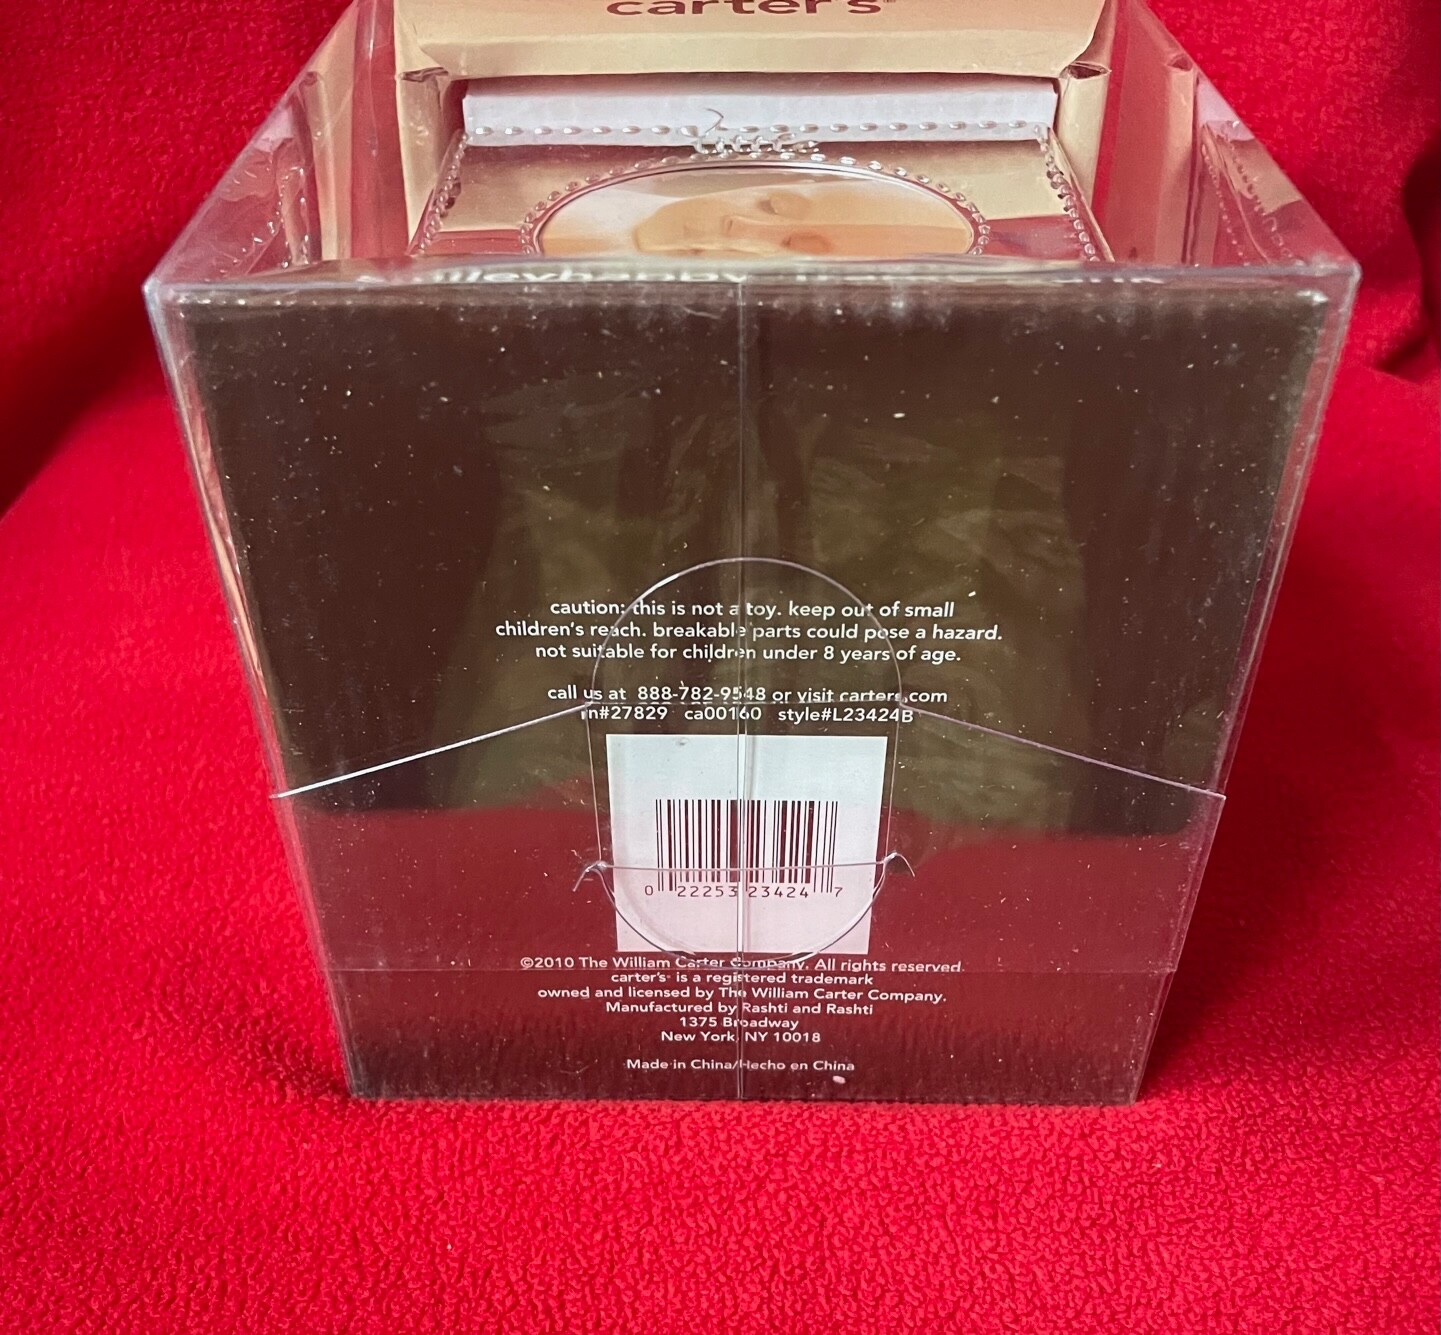 carter's
caution: this is not a toy. keep out of small
children's reach. breakable parts could pose a hazard.
not suitable for children under 8 years of age.
call us at 888-782-9548 or visit carters.com
rn#27829 ca00160 style#L23424B
0 22253 23424 7
©2010 The William Carter Company. All rights reserved.
carter's is a registered trademark
owned and licensed by The William Carter Company.
Manufactured by Rashti and Rashti
1375 Broadway
New York, NY 10018
Made in China/Hecho en China